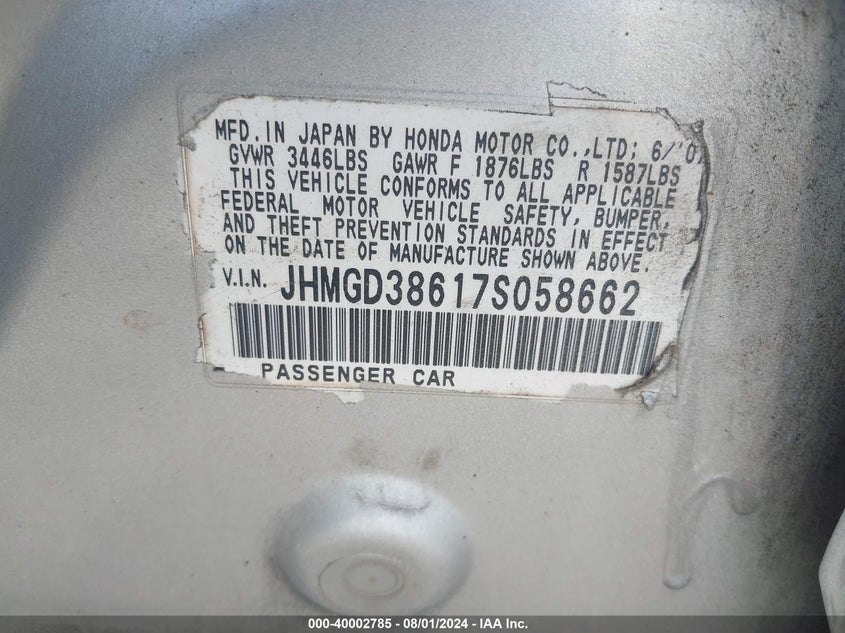 MFD.IN JAPAN BY HONDA MOTOR CO.,LTD; 6/'0
GVWR 3446LBS GAWR F 1876LBS R 1587LBS
THIS VEHICLE CONFORMS TO ALL APPLICABLE
FEDERAL MOTOR VEHICLE SAFETY, BUMPER,
AND THEFT PREVENTION STANDARDS IN EFFECT
ON THE DATE OF MANUFACTURE SHOWN ABOVE.
V.I.N. JHMGD38617S058662
PASSENGER CAR
000-40002785 - 08/01/2024 - IAA Inc.